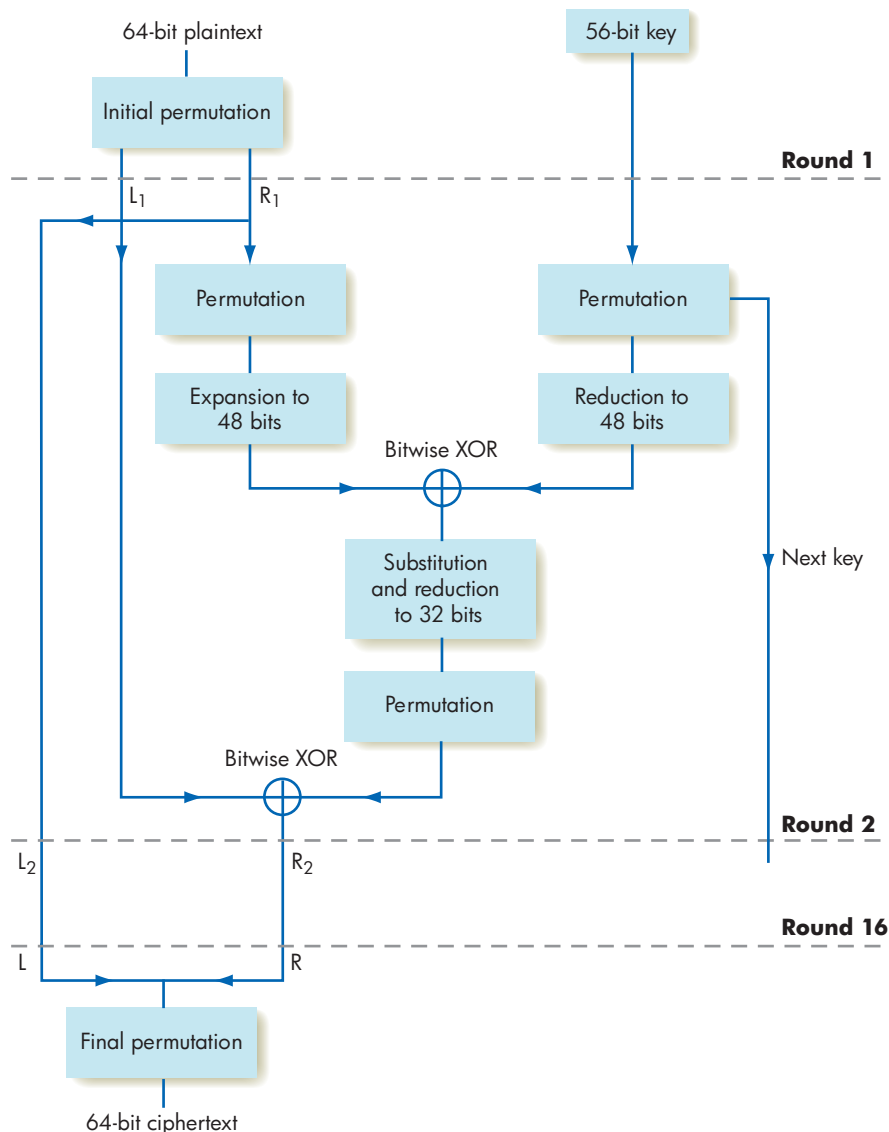 64-bit plaintext
56-bit key
Initial permutation
Round 1
L1
R1
Permutation
Permutation
Expansion to
48 bits
Reduction to
48 bits
Bitwise XOR
Substitution
and reduction
to 32 bits
Next key
Permutation
Bitwise XOR
Round 2
L2
R2
Round 16
L
R
Final permutation
64-bit ciphertext